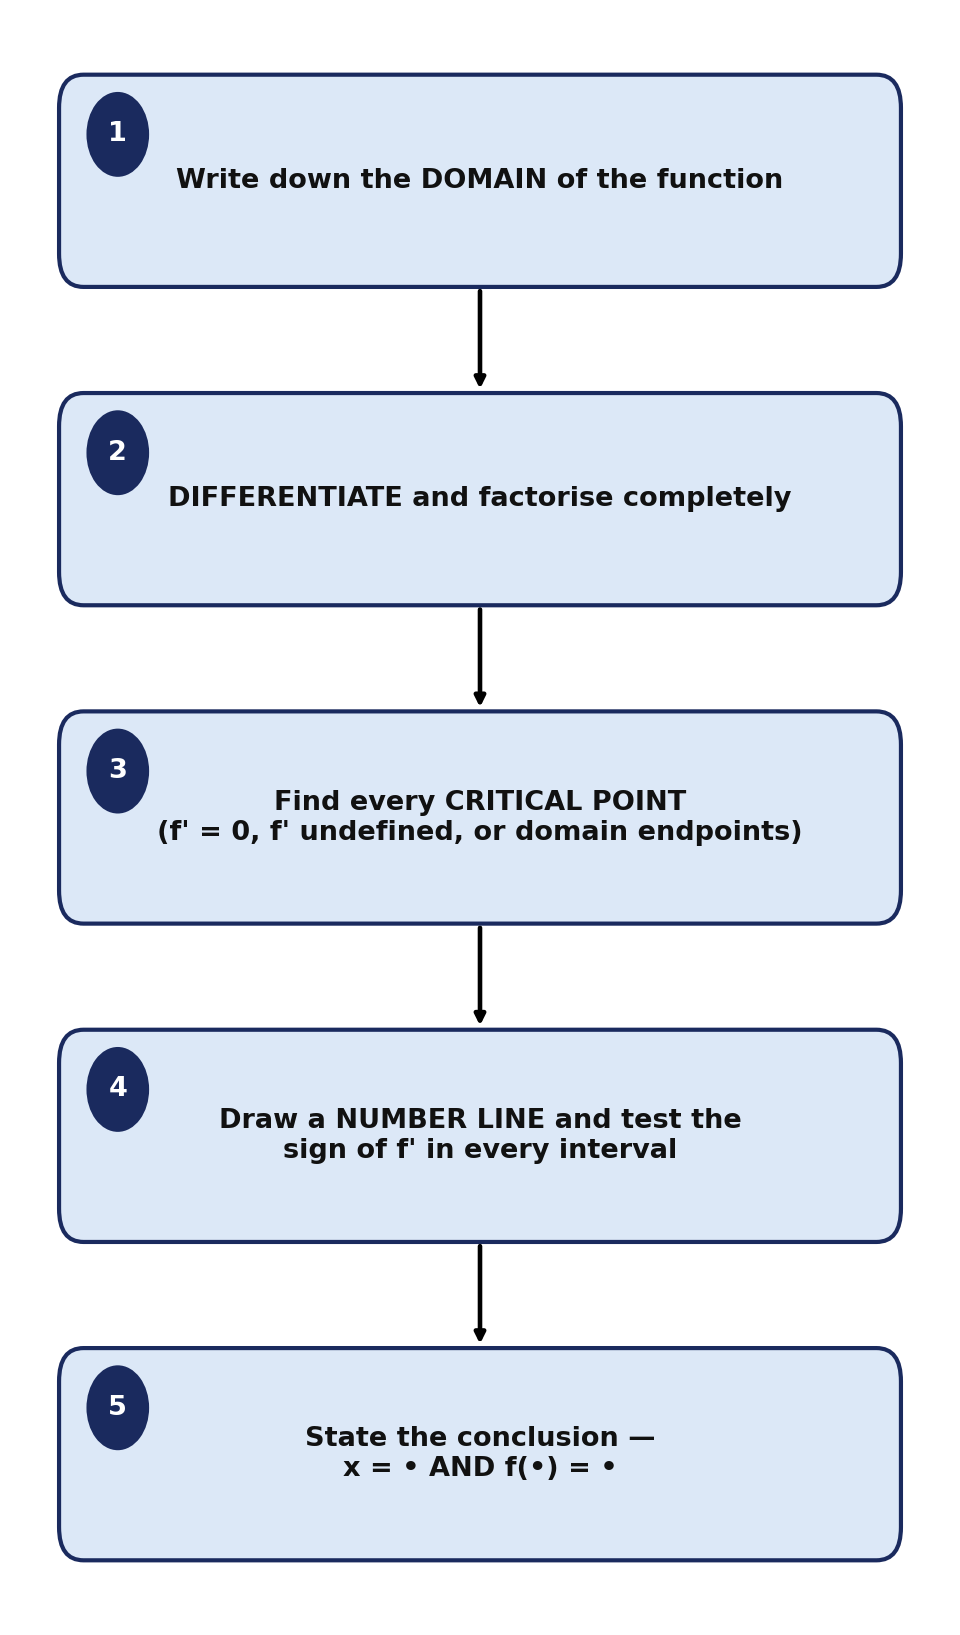 1
Write down the DOMAIN of the function
2
DIFFERENTIATE and factorise completely
3
Find every CRITICAL POINT
(f' = 0, f' undefined, or domain endpoints)
4
Draw a NUMBER LINE and test the
sign of f' in every interval
5
State the conclusion —
x = • AND f(•) = •